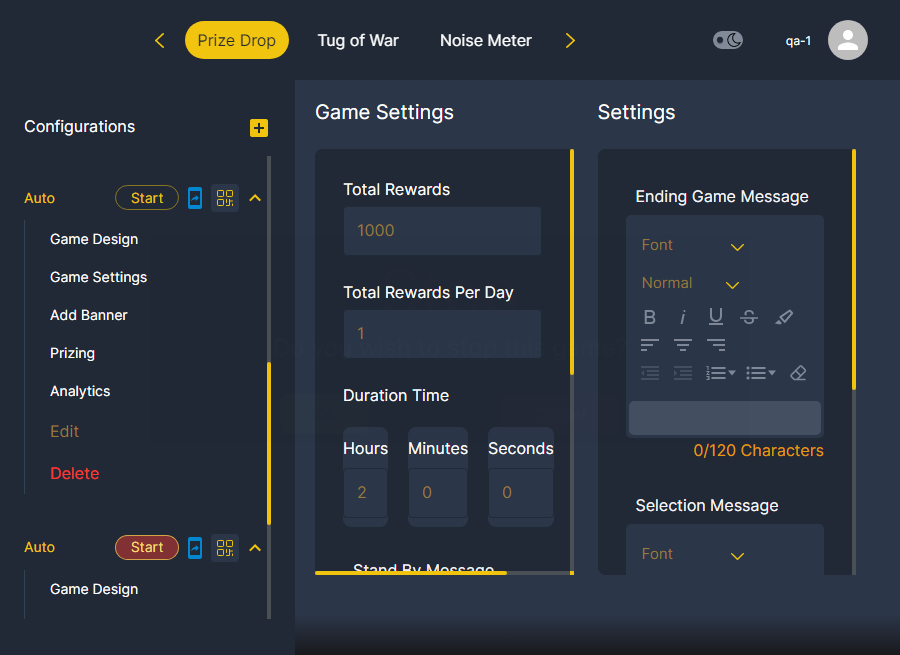 Prize Drop
Tug of War
Noise Meter
qa-1
Configurations
Auto
Start
Game Design
Game Settings
Add Banner
Prizing
Analytics
Edit
Delete
Auto
Start
Game Design
Game Settings
Total Rewards
1000
Total Rewards Per Day
1
Duration Time
Hours Minutes Seconds
2 0 0
Stand By Message
Settings
Ending Game Message
Font
Normal
0/120 Characters
Selection Message
Font